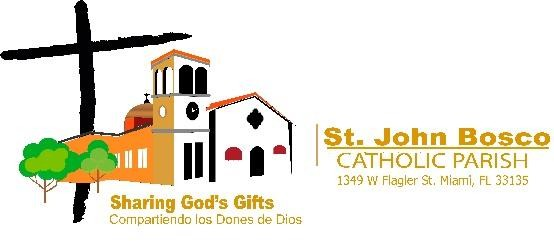 St. John Bosco
CATHOLIC PARISH
1349 W Flagler St. Miami, FL 33135
Sharing God's Gifts
Compartiendo los Dones de Dios